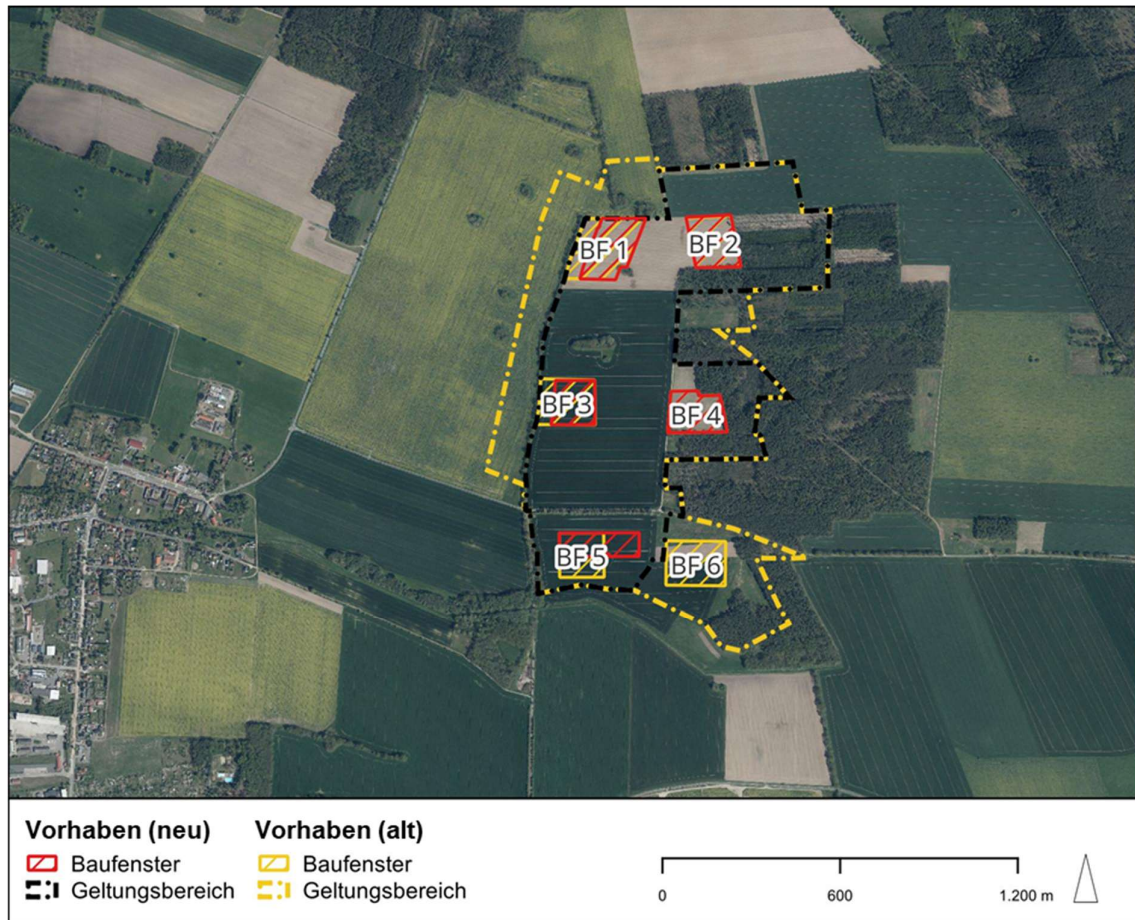 BF 1
BF 2
BF 3
BF 4
BF 5
BF 6
Vorhaben (neu)
Baufenster
Geltungsbereich
Vorhaben (alt)
Baufenster
Geltungsbereich
0 600 1.200 m